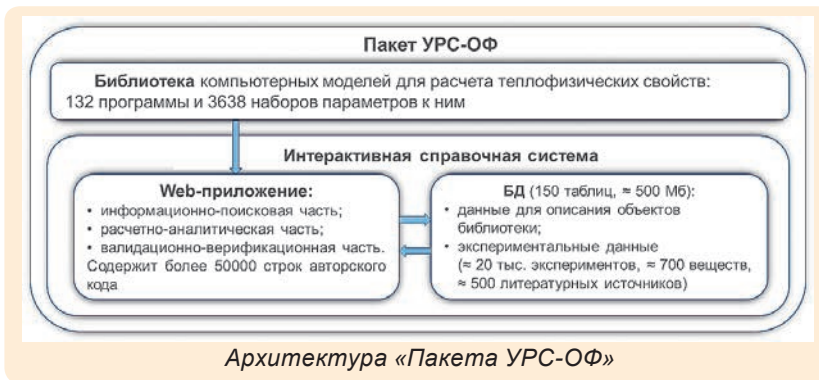 Пакет УРС-ОФ
Библиотека компьютерных моделей для расчета теплофизических свойств:
132 программы и 3638 наборов параметров к ним
Интерактивная справочная система
Web-приложение:
• информационно-поисковая часть;
• расчетно-аналитическая часть;
• валидационно-верификационная часть.
Содержит более 50000 строк авторского
кода
БД (150 таблиц, ≈ 500 Мб):
• данные для описания объектов
библиотеки;
• экспериментальные данные
(≈ 20 тыс. экспериментов, ≈ 700 веществ,
≈ 500 литературных источников)
Архитектура «Пакета УРС-ОФ»